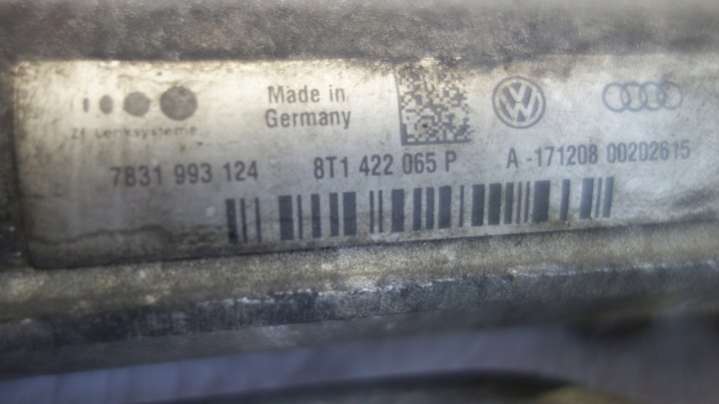 ZF Lenksysteme
Made in
Germany
7831 993 124
8T1 422 065 P
A -171208 00202615